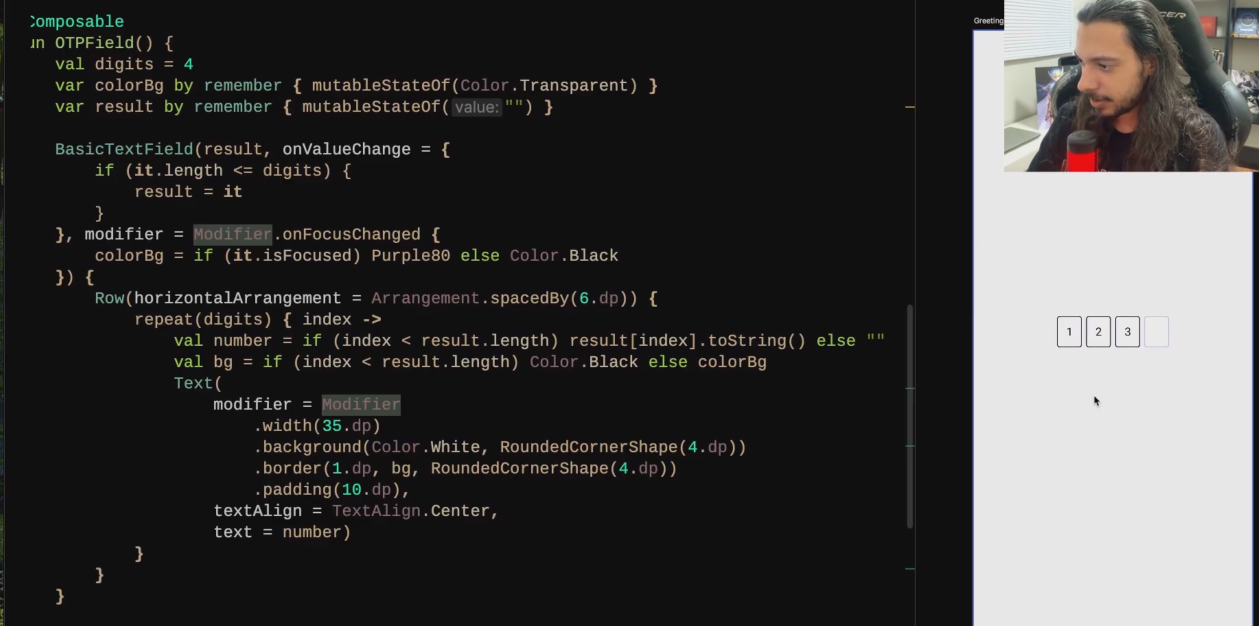 Composable
un OTPField() {
val digits = 4
var colorBg by remember { mutableStateOf(Color.Transparent) }
var result by remember { mutableStateOf( value: "") }
BasicTextField(result, onValueChange = {
if (it.length <= digits) {
result = it
}
}, modifier = Modifier.onFocusChanged {
colorBg = if (it.isFocused) Purple80 else Color.Black
}) {
Row(horizontalArrangement = Arrangement.spacedBy(6.dp)) {
repeat(digits) { index ->
val number = if (index < result.length) result[index].toString() else ""
val bg = if (index < result.length) Color.Black else colorBg
Text(
modifier = Modifier
.width(35.dp)
.background(Color.White, RoundedCornerShape(4.dp))
.border(1.dp, bg, RoundedCornerShape(4.dp))
.padding(10.dp),
textAlign = TextAlign.Center,
text = number)
}
}
}
Greeting
1 2 3